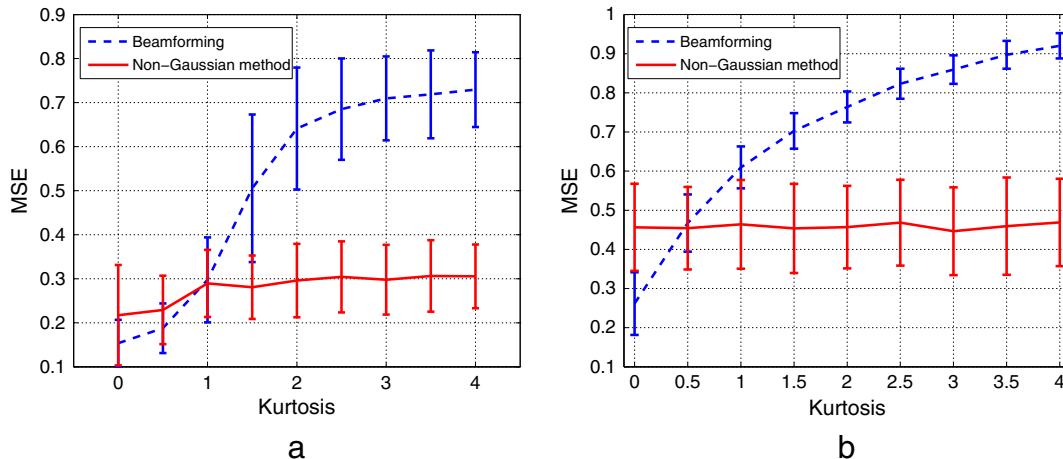 0.9
0.8
0.7
0.6
0.5
0.4
0.3
0.2
0.1
MSE
Beamforming
Non-Gaussian method
0 1 2 3 4
Kurtosis
a
1
0.9
0.8
0.7
0.6
0.5
0.4
0.3
0.2
0.1
MSE
Beamforming
Non-Gaussian method
0 0.5 1 1.5 2 2.5 3 3.5 4
Kurtosis
b